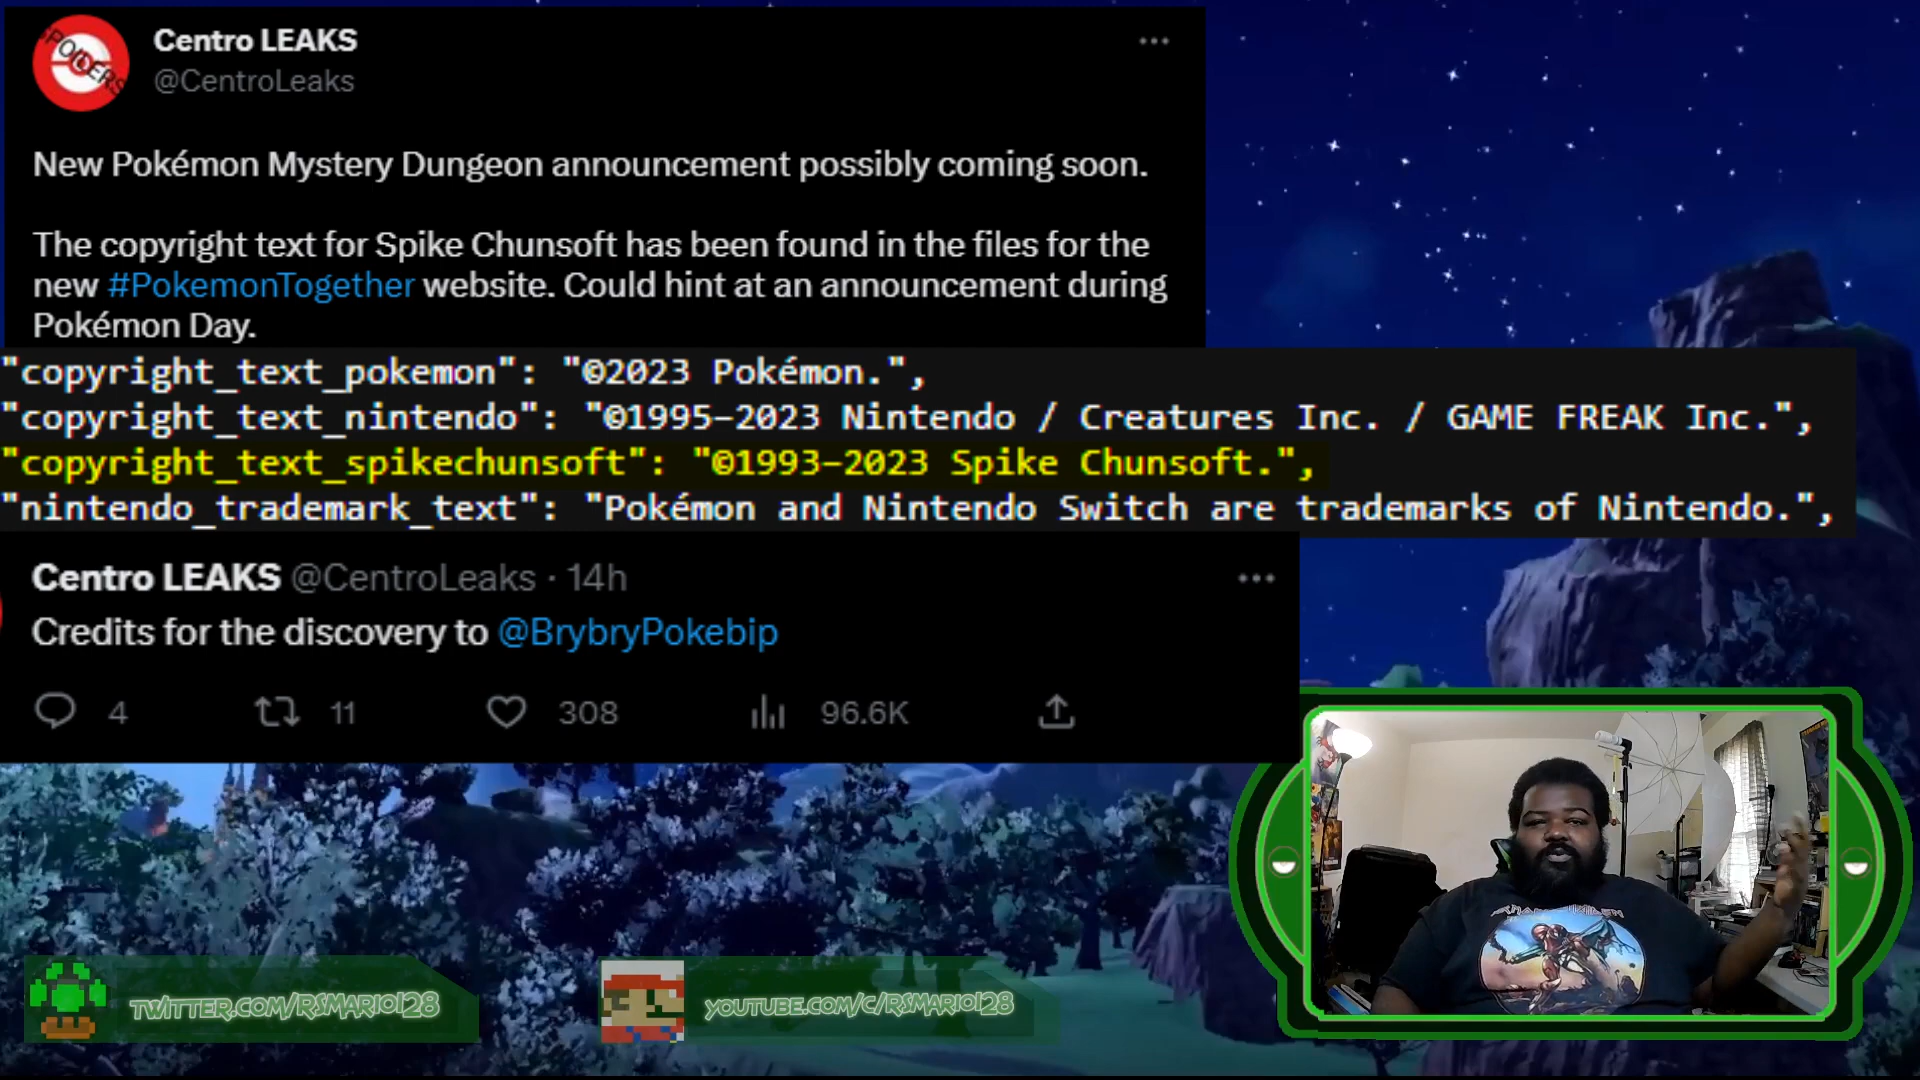 SPOILERS
Centro LEAKS
@CentroLeaks
New Pokémon Mystery Dungeon announcement possibly coming soon.
The copyright text for Spike Chunsoft has been found in the files for the
new #PokemonTogether website. Could hint at an announcement during
Pokémon Day.
"copyright_text_pokemon": "©2023 Pokémon.",
"copyright_text_nintendo": "©1995–2023 Nintendo / Creatures Inc. / GAME FREAK Inc.",
"copyright_text_spikechunsoft": "©1993–2023 Spike Chunsoft.",
"nintendo_trademark_text": "Pokémon and Nintendo Switch are trademarks of Nintendo.",
Centro LEAKS @CentroLeaks · 14h
Credits for the discovery to @BrybryPokebip
4 11 308 96.6K
IRON MAIDEN
TWITTER.COM/RSMARIO128
YOUTUBE.COM/C/RSMARIO128